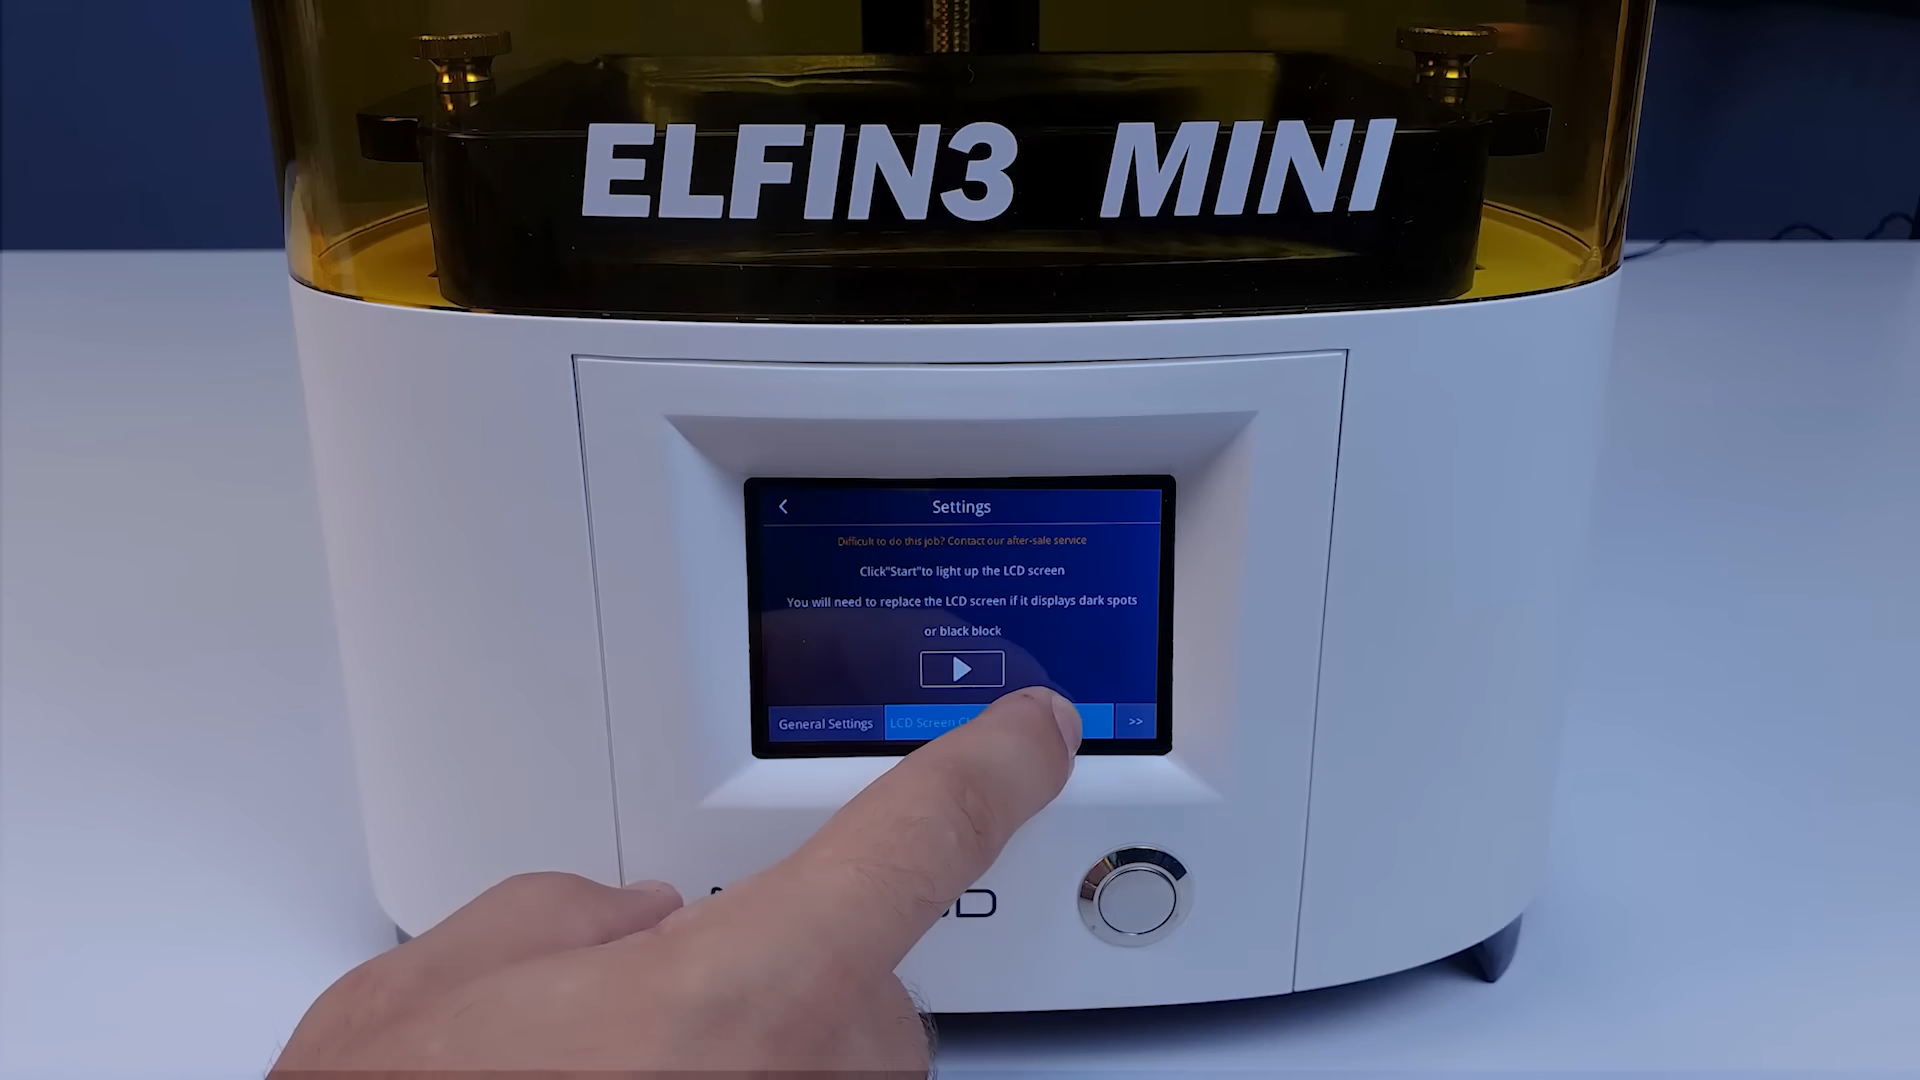 ELFIN3 MINI
Settings
Difficult to do this job? Contact our after-sale service
Click"Start"to light up the LCD screen
You will need to replace the LCD screen if it displays dark spots
or black block
General Settings
LCD Screen
>>